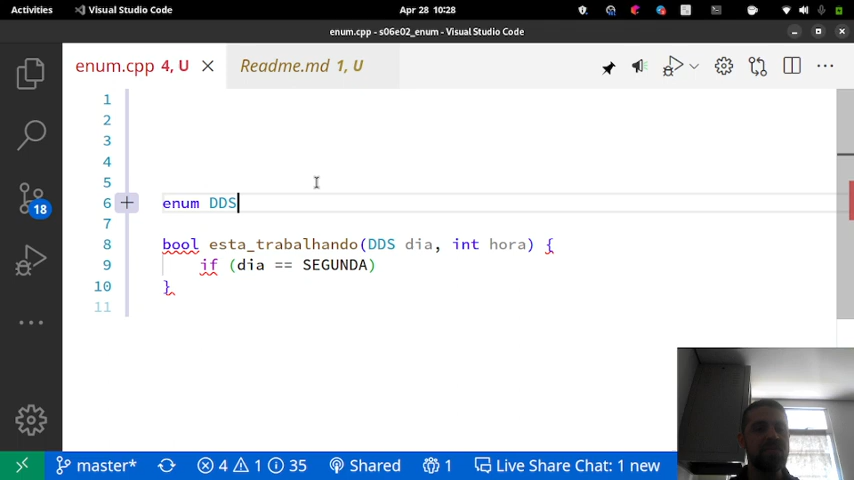 Activities Visual Studio Code Apr 28 10:28
enum.cpp - s06e02_enum - Visual Studio Code
enum.cpp 4, U Readme.md 1, U
1
2
3
4
5
6 enum DDS
7
8 bool esta_trabalhando(DDS dia, int hora) {
9 if (dia == SEGUNDA)
10 }
11
18
master* 4 1 35 Shared 1 Live Share Chat: 1 new